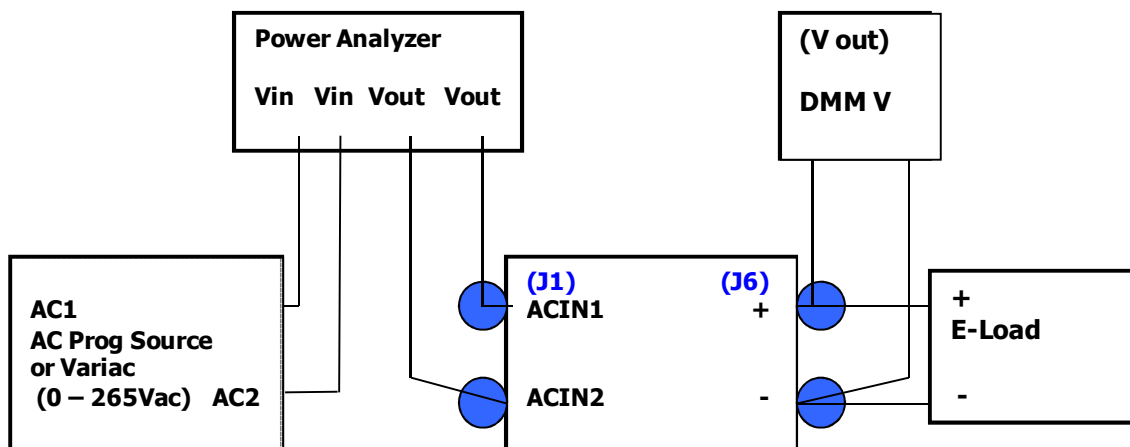 Power Analyzer
Vin Vin Vout Vout
(V out)
DMM V
AC1
AC Prog Source
or Variac
(0 – 265Vac) AC2
(J1) (J6)
ACIN1 +
ACIN2 -
+
E-Load
-